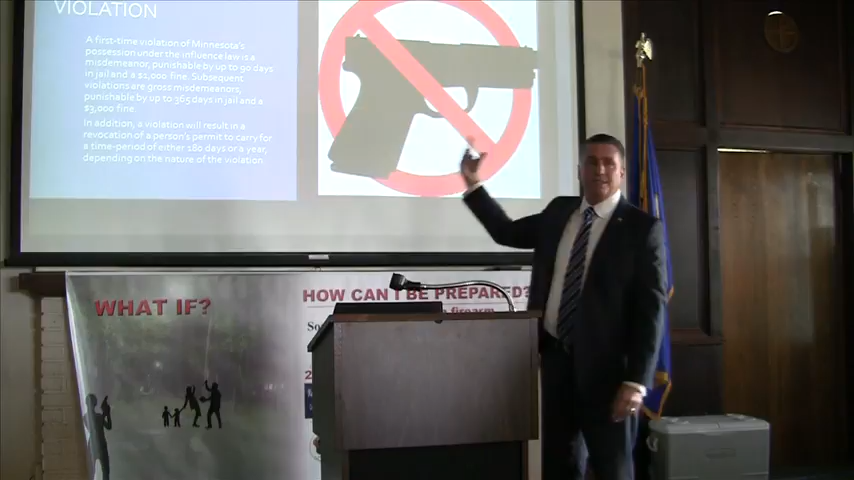 VIOLATION
A first-time violation of Minnesota's
possession under the influence law is a
misdemeanor, punishable by up to 90 days
in jail and a $1,000 fine. Subsequent
violations are gross misdemeanors,
punishable by up to 365 days in jail and a
$3,000 fine.
In addition, a violation will result in a
revocation of a person's permit to carry for
a time-period of either 180 days or a year,
depending on the nature of the violation.
WHAT IF?
HOW CAN I BE PREPARED?
firearm